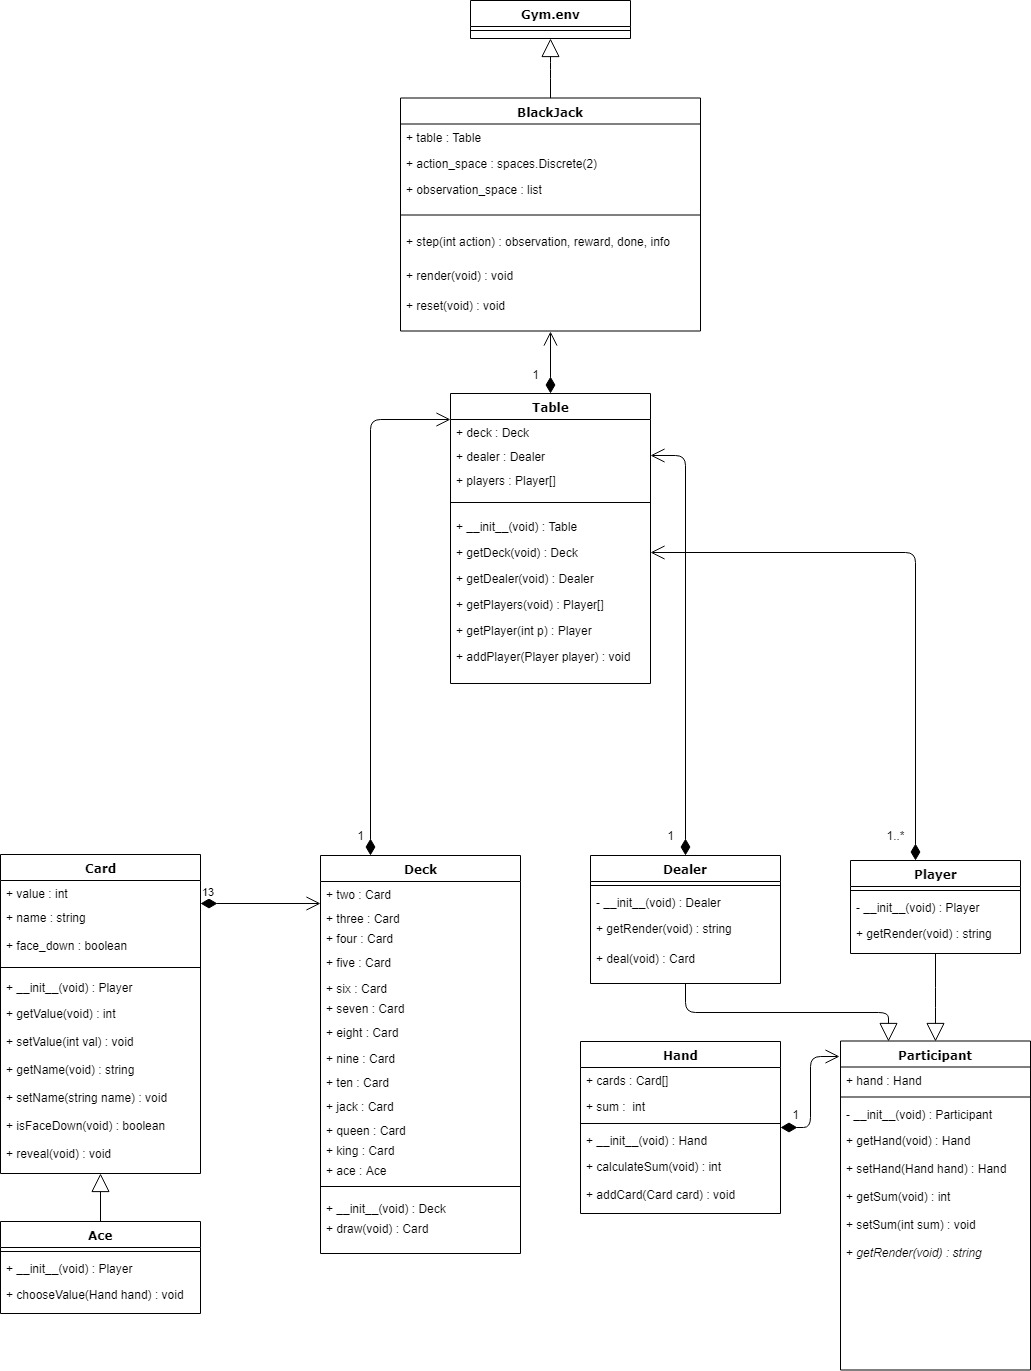 Gym.env
BlackJack
+ table : Table
+ action_space : spaces.Discrete(2)
+ observation_space : list
+ step(int action) : observation, reward, done, info
+ render(void) : void
+ reset(void) : void
1
Table
+ deck : Deck
+ dealer : Dealer
+ players : Player[]
+ __init__(void) : Table
+ getDeck(void) : Deck
+ getDealer(void) : Dealer
+ getPlayers(void) : Player[]
+ getPlayer(int p) : Player
+ addPlayer(Player player) : void
1
1
1..*
Card
+ value : int
+ name : string
+ face_down : boolean
+ __init__(void) : Player
+ getValue(void) : int
+ setValue(int val) : void
+ getName(void) : string
+ setName(string name) : void
+ isFaceDown(void) : boolean
+ reveal(void) : void
13
Ace
+ __init__(void) : Player
+ chooseValue(Hand hand) : void
Deck
+ two : Card
+ three : Card
+ four : Card
+ five : Card
+ six : Card
+ seven : Card
+ eight : Card
+ nine : Card
+ ten : Card
+ jack : Card
+ queen : Card
+ king : Card
+ ace : Ace
+ __init__(void) : Deck
+ draw(void) : Card
Dealer
- __init__(void) : Dealer
+ getRender(void) : string
+ deal(void) : Card
Player
- __init__(void) : Player
+ getRender(void) : string
Hand
+ cards : Card[]
+ sum :  int
+ __init__(void) : Hand
+ calculateSum(void) : int
+ addCard(Card card) : void
1
Participant
+ hand : Hand
- __init__(void) : Participant
+ getHand(void) : Hand
+ setHand(Hand hand) : Hand
+ getSum(void) : int
+ setSum(int sum) : void
+ getRender(void) : string